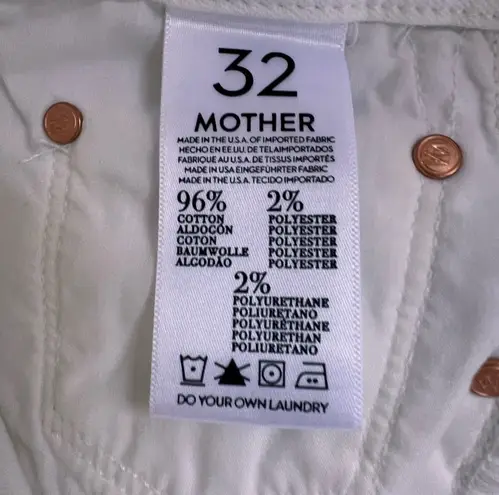 32
MOTHER
MADE IN THE U.S.A. OF IMPORTED FABRIC
HECHO EN EE.UU. DE TELA IMPORTADOS
FABRIQUE AU U.S.A. DE TISSUS IMPORTÉS
MADE IN USA EINGEFÜHRTER FABRIC
MADE IN THE U.S.A. TECIDO IMPORTADO
96% 2%
COTTON POLYESTER
ALDOGÓN POLYESTER
COTON POLYESTER
BAUMWOLLE POLYESTER
ALGODÃO POLYESTER
2%
POLYURETHANE
POLIURETANO
POLYURÉTHANE
POLYURETHAN
POLIURETANO
DO YOUR OWN LAUNDRY